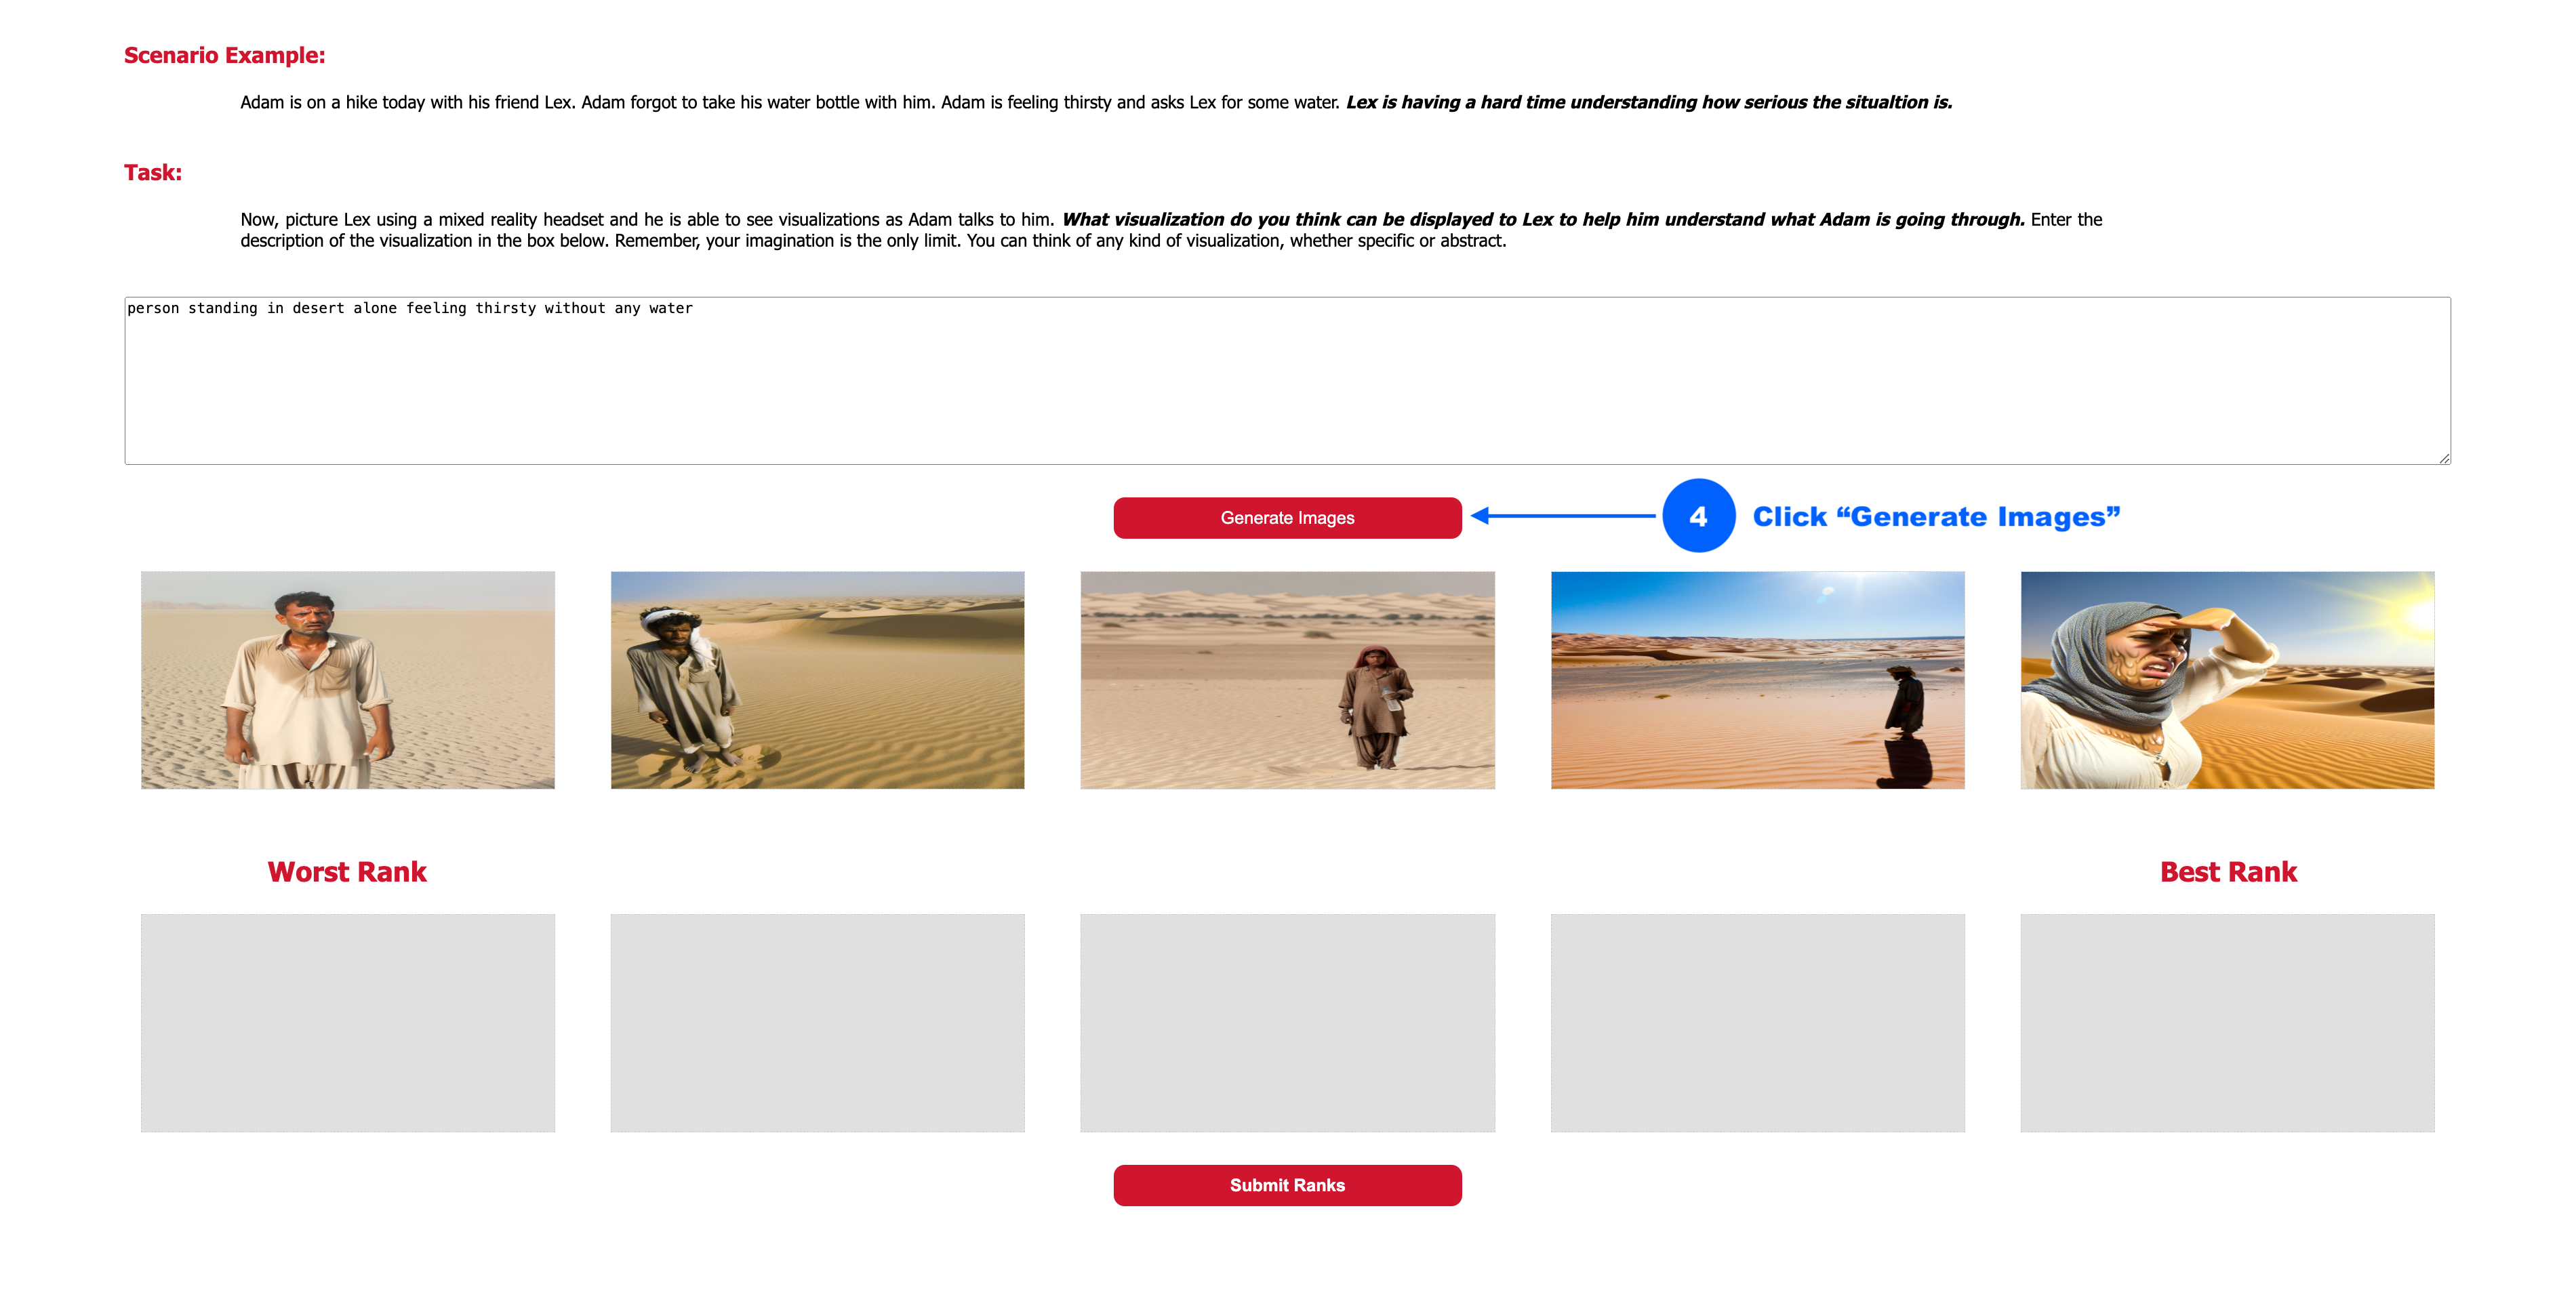 Scenario Example:
Adam is on a hike today with his friend Lex. Adam forgot to take his water bottle with him. Adam is feeling thirsty and asks Lex for some water. Lex is having a hard time understanding how serious the situaltion is.
Task:
Now, picture Lex using a mixed reality headset and he is able to see visualizations as Adam talks to him. What visualization do you think can be displayed to Lex to help him understand what Adam is going through. Enter the
description of the visualization in the box below. Remember, your imagination is the only limit. You can think of any kind of visualization, whether specific or abstract.
person standing in desert alone feeling thirsty without any water
Generate Images
4 Click “Generate Images”
Worst Rank
Best Rank
Submit Ranks